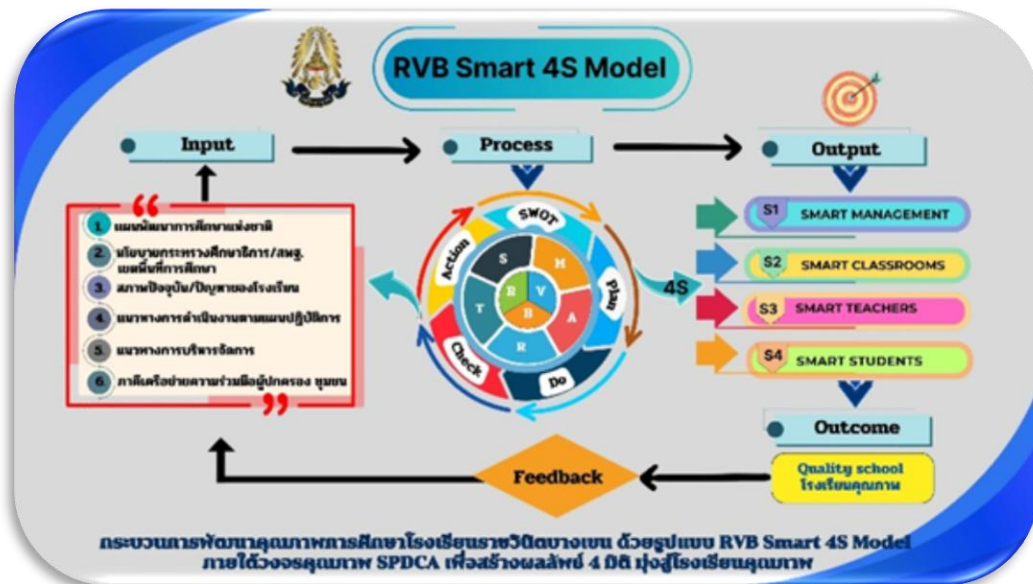 RVB Smart 4S Model
Input
Process
Output
1. แผนพัฒนาการศึกษาแห่งชาติ
2. นโยบายกระทรวงศึกษาธิการ/สพฐ.
เขตพื้นที่การศึกษา
3. สภาพปัจจุบัน/ปัญหาของโรงเรียน
4. แนวทางการดำเนินงานตามแผนปฏิบัติการ
5. แนวทางการบริหารจัดการ
6. ภาคีเครือข่ายความร่วมมือผู้ปกครอง ชุมชน
SWOT
Plan
Do
Check
Action
S
M
A
R
T
R
V
B
4S
S1 SMART MANAGEMENT
S2 SMART CLASSROOMS
S3 SMART TEACHERS
S4 SMART STUDENTS
Outcome
Quality school
โรงเรียนคุณภาพ
Feedback
กระบวนการพัฒนาคุณภาพการศึกษาโรงเรียนราชวินิตบางเขน ด้วยรูปแบบ RVB Smart 4S Model
ภายใต้วงจรคุณภาพ SPDCA เพื่อสร้างผลลัพธ์ 4 มิติ มุ่งสู่โรงเรียนคุณภาพ